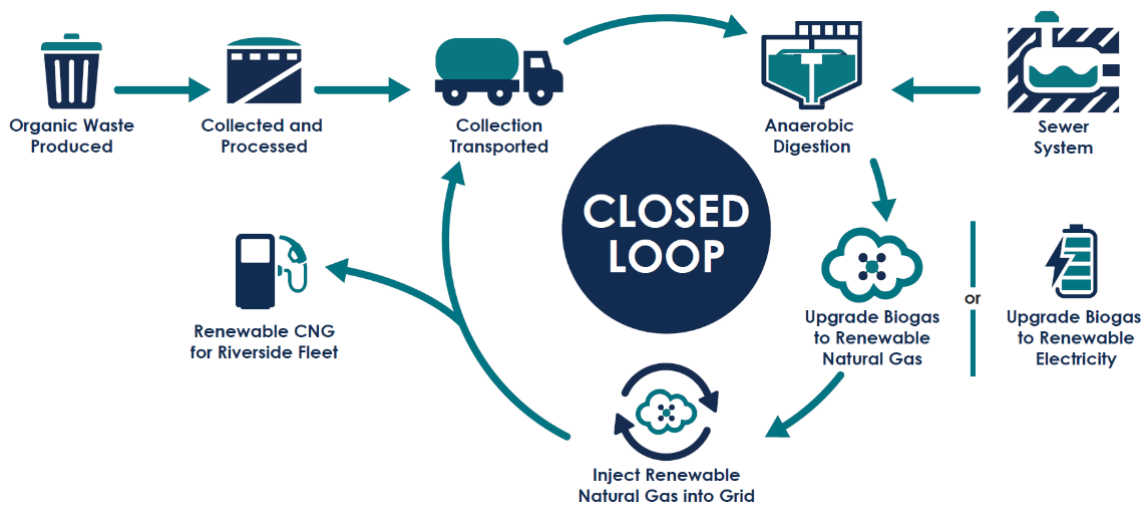 Organic Waste
Produced
Collected and
Processed
Collection
Transported
Anaerobic
Digestion
Sewer
System
CLOSED
LOOP
Renewable CNG
for Riverside Fleet
Upgrade Biogas
to Renewable
Natural Gas
or
Upgrade Biogas
to Renewable
Electricity
Inject Renewable
Natural Gas into Grid